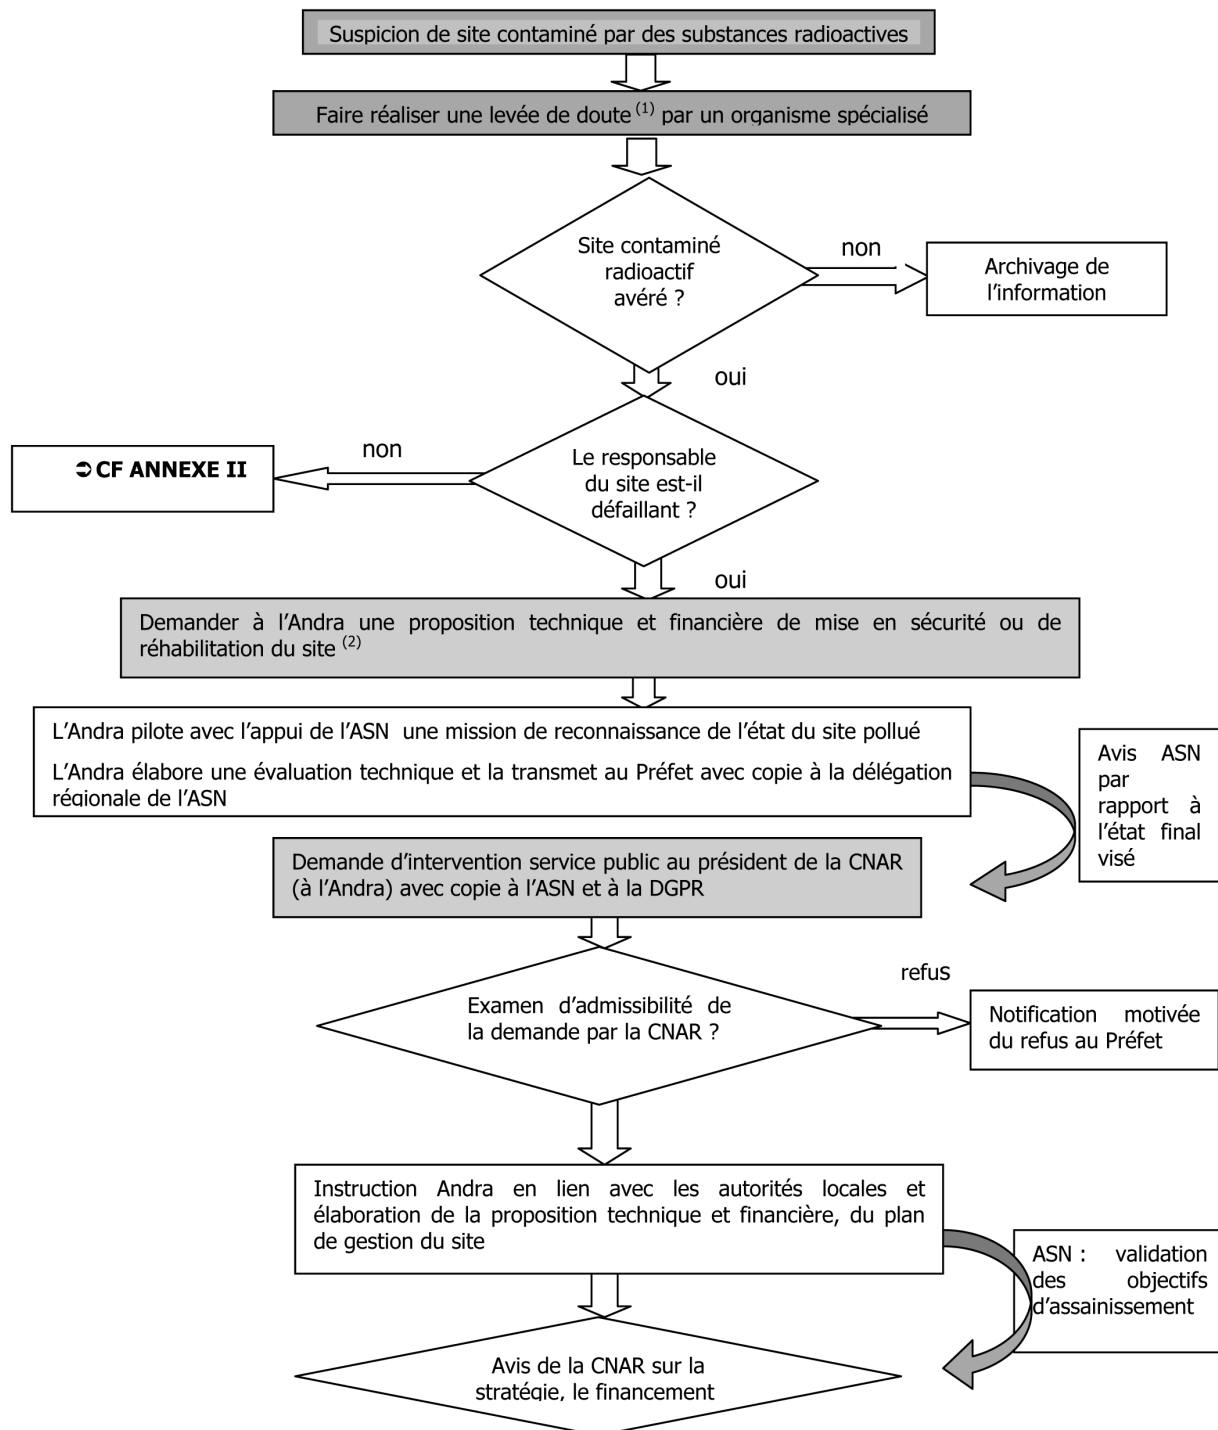 Suspicion de site contaminé par des substances radioactives
Faire réaliser une levée de doute (1) par un organisme spécialisé
Site contaminé
radioactif
avéré ?
non
Archivage de
l'information
oui
Le responsable
du site est-il
défaillant ?
non
➲ CF ANNEXE II
oui
Demander à l'Andra une proposition technique et financière de mise en sécurité ou de
réhabilitation du site (2)
L'Andra pilote avec l'appui de l'ASN une mission de reconnaissance de l'état du site pollué
L'Andra élabore une évaluation technique et la transmet au Préfet avec copie à la délégation
régionale de l'ASN
Avis ASN
par
rapport à
l'état final
visé
Demande d'intervention service public au président de la CNAR
(à l'Andra) avec copie à l'ASN et à la DGPR
Examen d'admissibilité de
la demande par la CNAR ?
refus
Notification motivée
du refus au Préfet
Instruction Andra en lien avec les autorités locales et
élaboration de la proposition technique et financière, du plan
de gestion du site
ASN : validation
des objectifs
d'assainissement
Avis de la CNAR sur la
stratégie, le financement